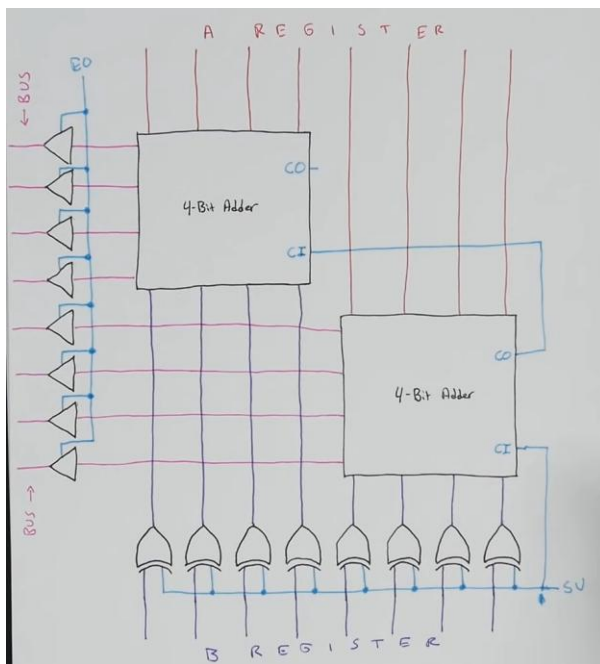 A REGISTER
EO
← BUS
CO
4-Bit Adder
CI
CO
4-Bit Adder
CI
BUS →
SU
B REGISTER